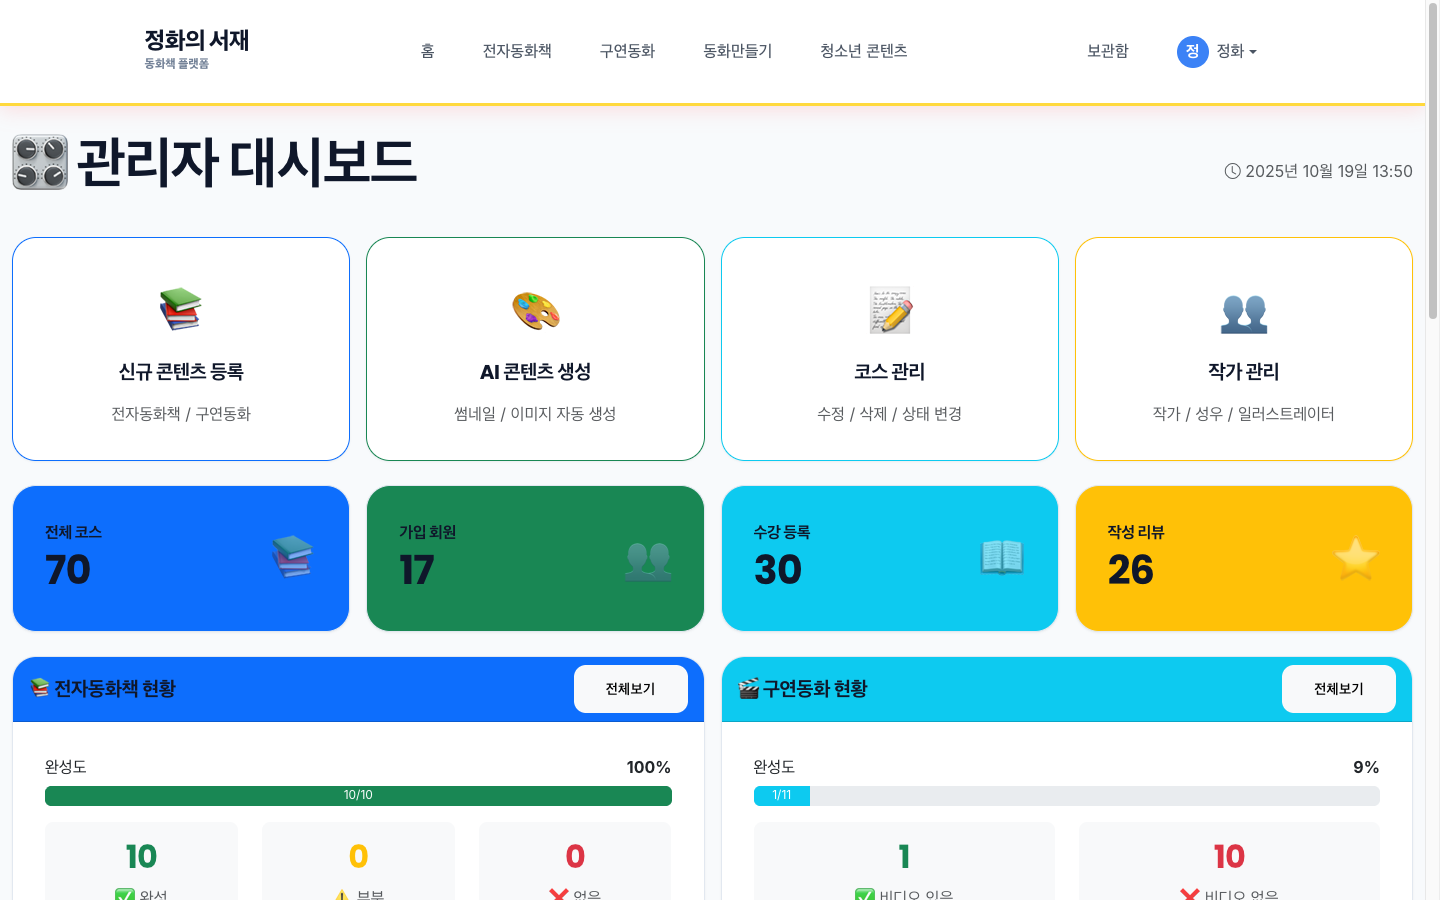 정화의 서재
동화책 플랫폼
홈
전자동화책
구연동화
동화만들기
청소년 콘텐츠
보관함
정
정화
관리자 대시보드
2025년 10월 19일 13:50
신규 콘텐츠 등록
전자동화책 / 구연동화
AI 콘텐츠 생성
썸네일 / 이미지 자동 생성
코스 관리
수정 / 삭제 / 상태 변경
작가 관리
작가 / 성우 / 일러스트레이터
전체 코스
70
가입 회원
17
수강 등록
30
작성 리뷰
26
전자동화책 현황
전체보기
완성도
100%
10/10
10
완성
0
부분
0
없음
구연동화 현황
전체보기
완성도
9%
1/11
1
비디오 있음
10
비디오 없음